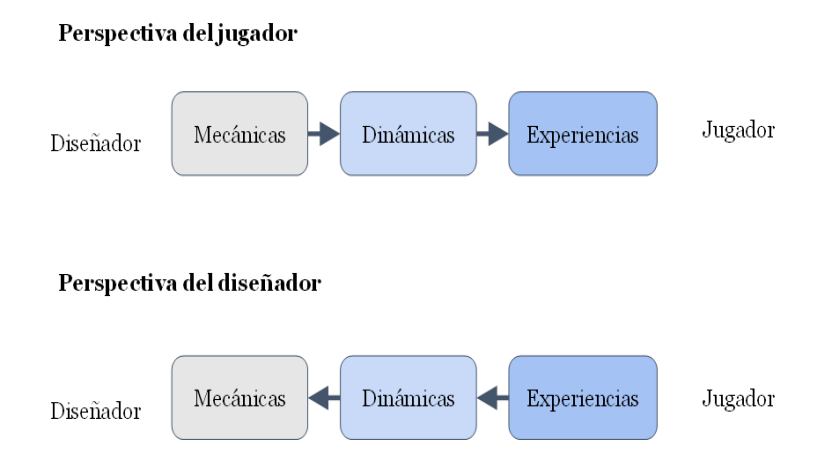 Perspectiva del jugador
Diseñador
Mecánicas
Dinámicas
Experiencias
Jugador
Perspectiva del diseñador
Diseñador
Mecánicas
Dinámicas
Experiencias
Jugador